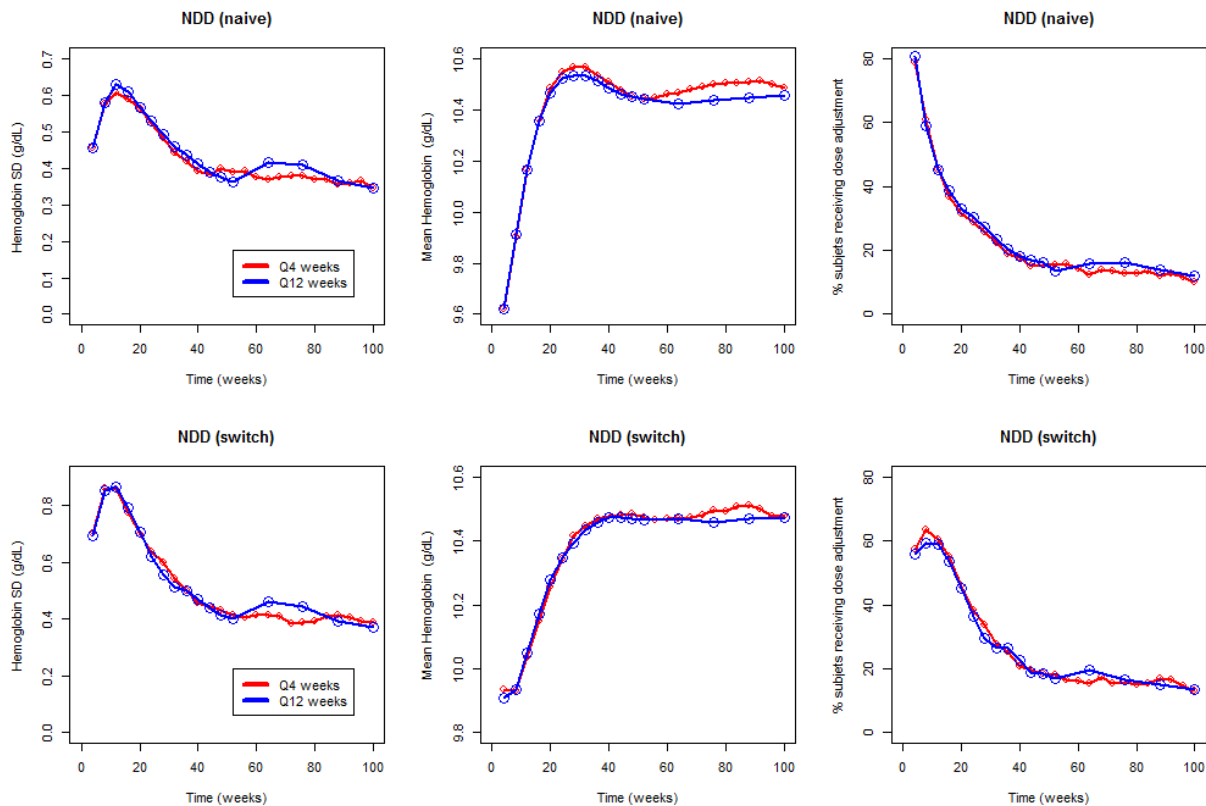 NDD (naive)
Hemoglobin SD (g/dL)
0.0 0.1 0.2 0.3 0.4 0.5 0.6 0.7
0 20 40 60 80 100
Time (weeks)
Q4 weeks
Q12 weeks
NDD (naive)
Mean Hemoglobin (g/dL)
9.6 9.8 10.0 10.2 10.4 10.6
0 20 40 60 80 100
Time (weeks)
NDD (naive)
% subjets receiving dose adjustment
0 20 40 60 80
0 20 40 60 80 100
Time (weeks)
NDD (switch)
Hemoglobin SD (g/dL)
0.0 0.2 0.4 0.6 0.8
0 20 40 60 80 100
Time (weeks)
Q4 weeks
Q12 weeks
NDD (switch)
Mean Hemoglobin (g/dL)
9.8 10.0 10.2 10.4 10.6
0 20 40 60 80 100
Time (weeks)
NDD (switch)
% subjets receiving dose adjustment
0 20 40 60 80
0 20 40 60 80 100
Time (weeks)